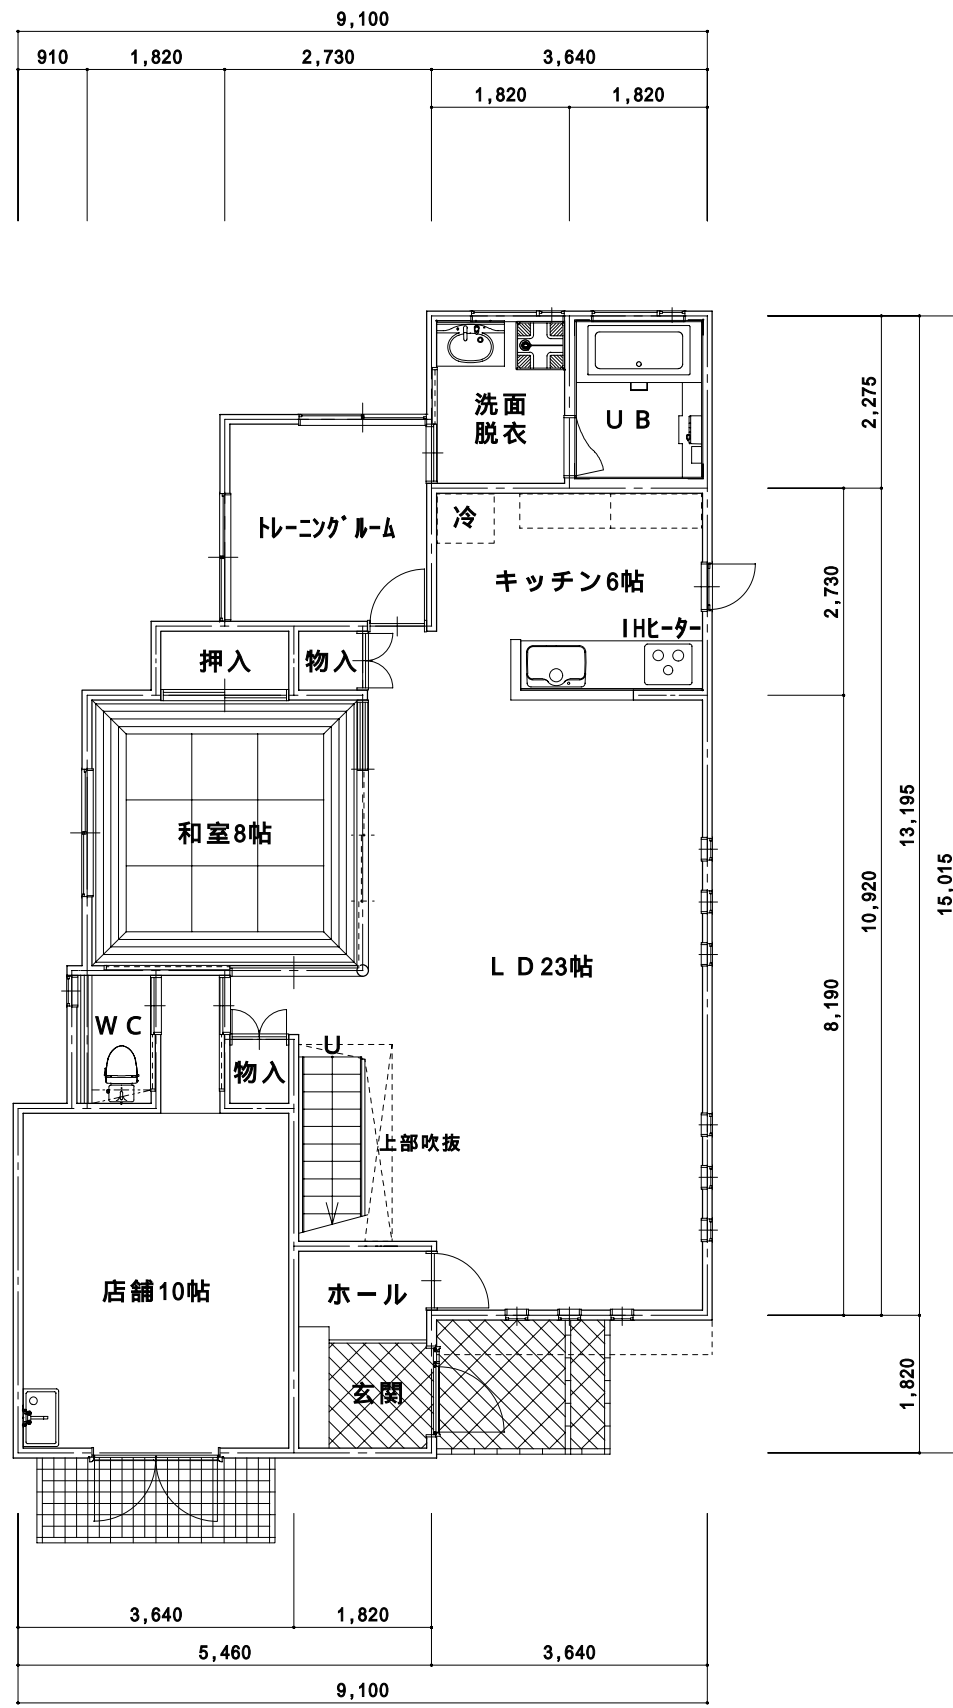 9,100
910 1,820 2,730 3,640
1,820 1,820
洗面
脱衣
ＵＢ
2,275
ﾄﾚｰﾆﾝｸﾞﾙｰﾑ
冷
キッチン6帖
IHﾋｰﾀｰ
2,730
押入
物入
和室8帖
ＬＤ23帖
13,195
15,015
10,920
8,190
ＷＣ
物入
U
上部吹抜
店舗10帖
ホール
玄関
1,820
3,640 1,820
5,460 3,640
9,100